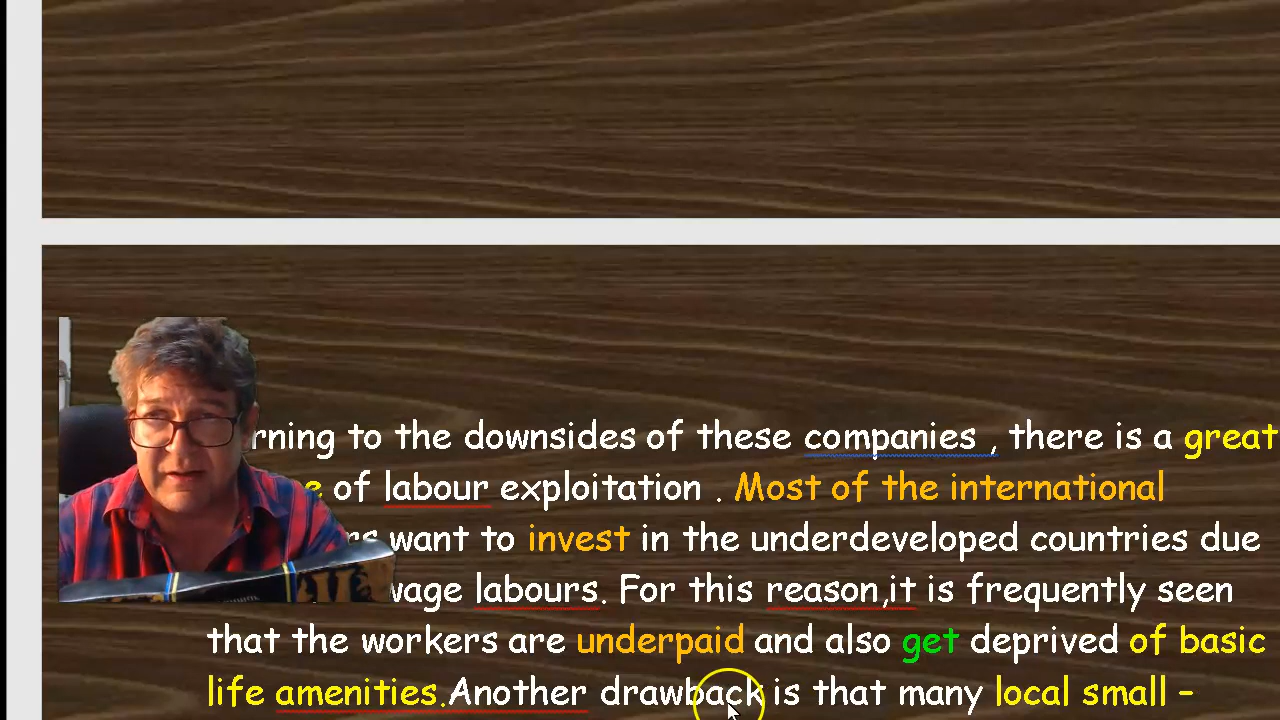 rning to the downsides of these companies , there is a great
of labour exploitation . Most of the international
want to invest in the underdeveloped countries due
wage labours. For this reason,it is frequently seen
that the workers are underpaid and also get deprived of basic
life amenities.Another drawback is that many local small –